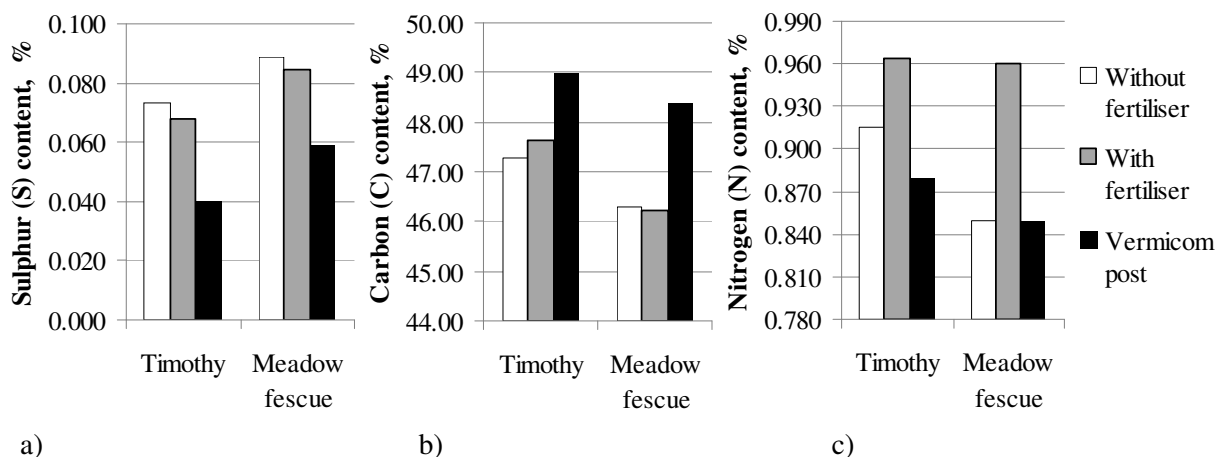 Sulphur (S) content, %
0.100
0.080
0.060
0.040
0.020
0.000
Timothy
Meadow
fescue
a)
Carbon (C) content, %
50.00
49.00
48.00
47.00
46.00
45.00
44.00
Timothy
Meadow
fescue
b)
Nitrogen (N) content, %
0.990
0.960
0.930
0.900
0.870
0.840
0.810
0.780
Timothy
Meadow
fescue
c)
Without
fertiliser
With
fertiliser
Vermicom
post